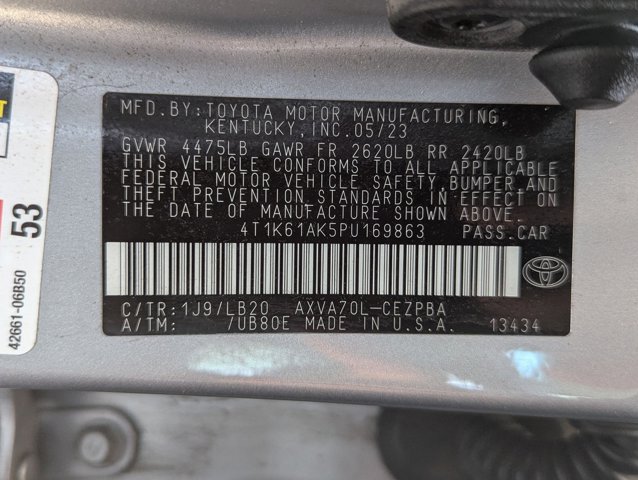 MFD.BY:TOYOTA MOTOR MANUFACTURING,
KENTUCKY,INC.05/23
GVWR 4475LB GAWR FR 2620LB RR 2420LB
THIS VEHICLE CONFORMS TO ALL APPLICABLE
FEDERAL MOTOR VEHICLE SAFETY,BUMPER,AND
THEFT PREVENTION STANDARDS IN EFFECT ON
THE DATE OF MANUFACTURE SHOWN ABOVE.
4T1K61AK5PU169863 PASS.CAR
C/TR:1J9/LB20 AXVA70L-CEZPBA
A/TM: /UB80E MADE IN U.S.A. 13434
TOYOTA
53
42661-06B50